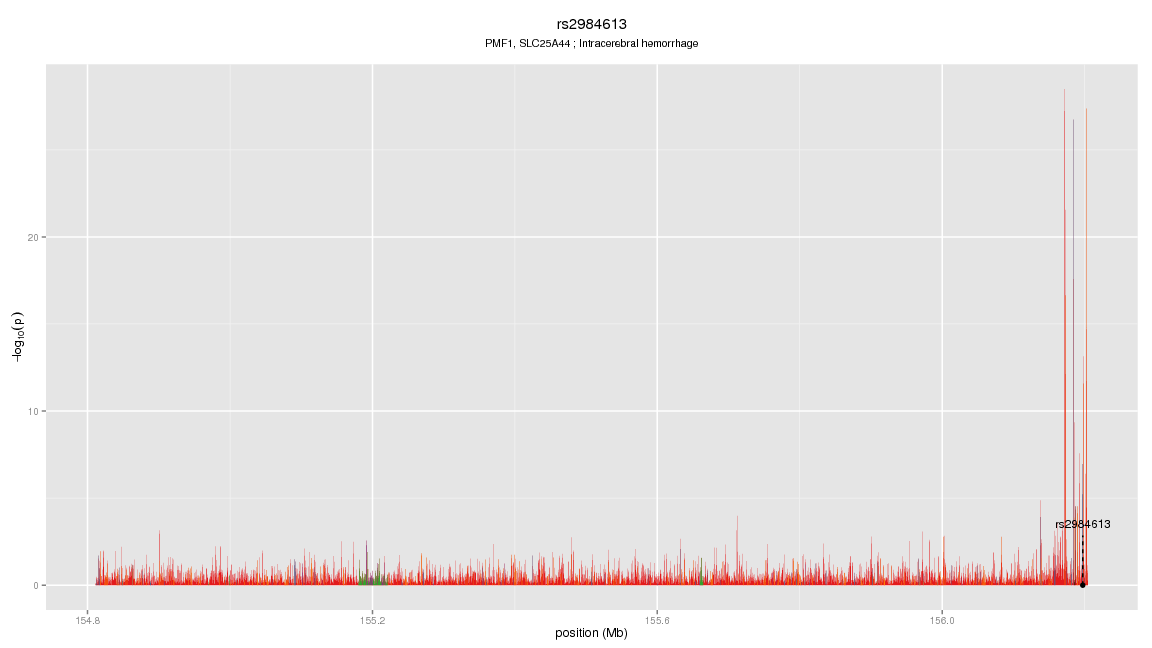 rs2984613
PMF1, SLC25A44 ; Intracerebral hemorrhage
−log10(p)
20
10
0
rs2984613
154.8 155.2 155.6 156.0
position (Mb)